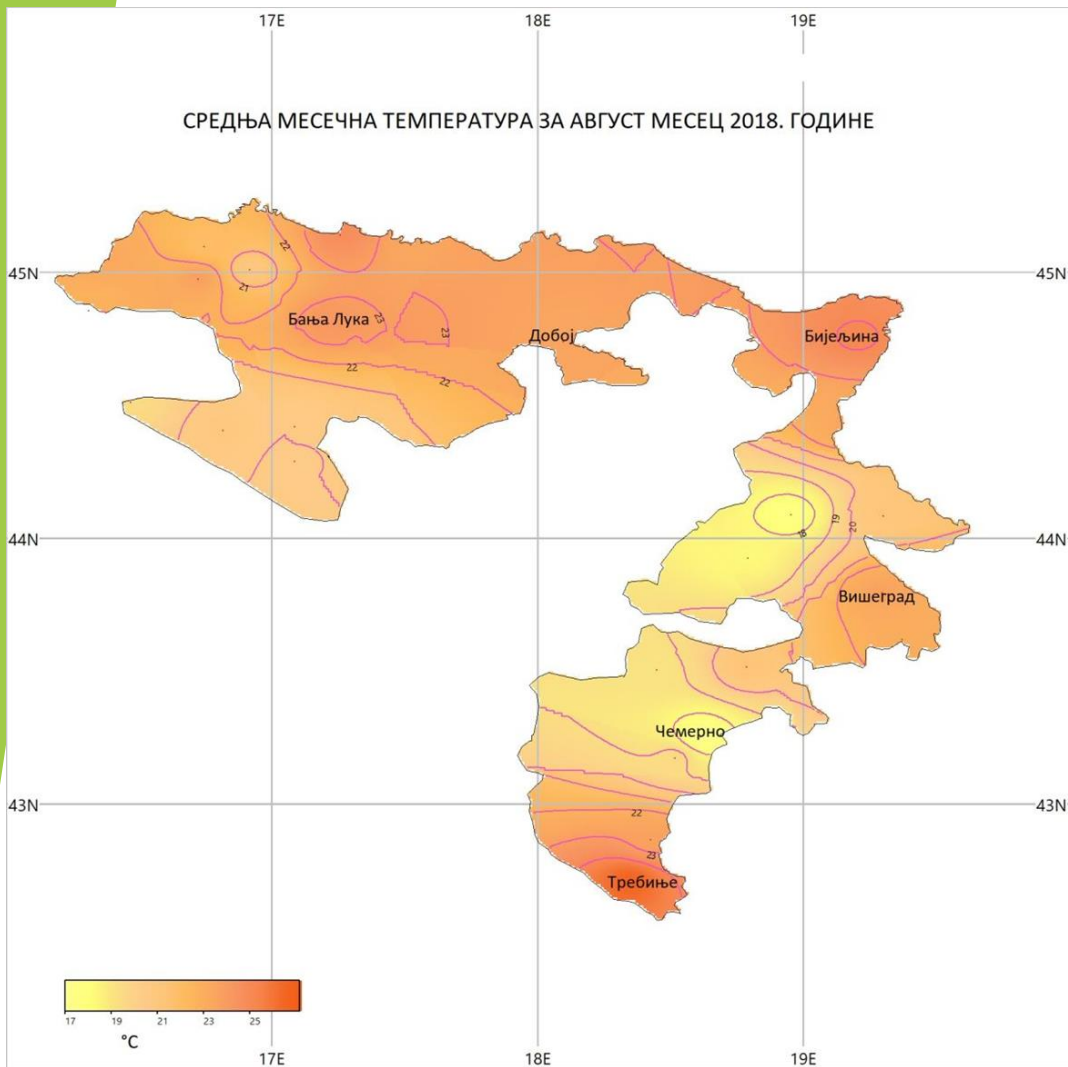 17E 18E 19E
СРЕДЊА МЕСЕЧНА ТЕМПЕРАТУРА ЗА АВГУСТ МЕСЕЦ 2018. ГОДИНЕ
22
45N 45N
21
Бања Лука 23 23 Добој Бијељина
22 22
19 20
44N 44N
Вишеград
Чемерно
43N 43N
22
23
Требиње
17 19 21 23 25
°C
17E 18E 19E